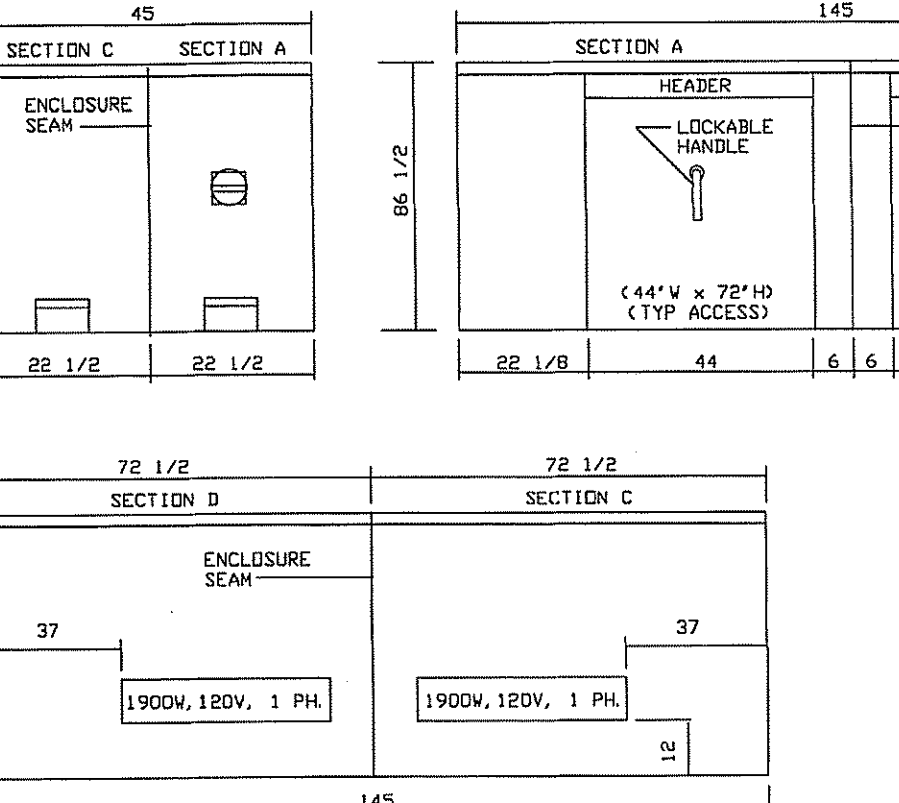 45
145
SECTION C
SECTION A
SECTION A
ENCLOSURE
SEAM
HEADER
LOCKABLE
HANDLE
86 1/2
(44"W x 72"H)
(TYP ACCESS)
22 1/2
22 1/2
22 1/8
44
6
6
72 1/2
72 1/2
SECTION D
SECTION C
ENCLOSURE
SEAM
37
37
1900W, 120V, 1 PH.
1900W, 120V, 1 PH.
12
145